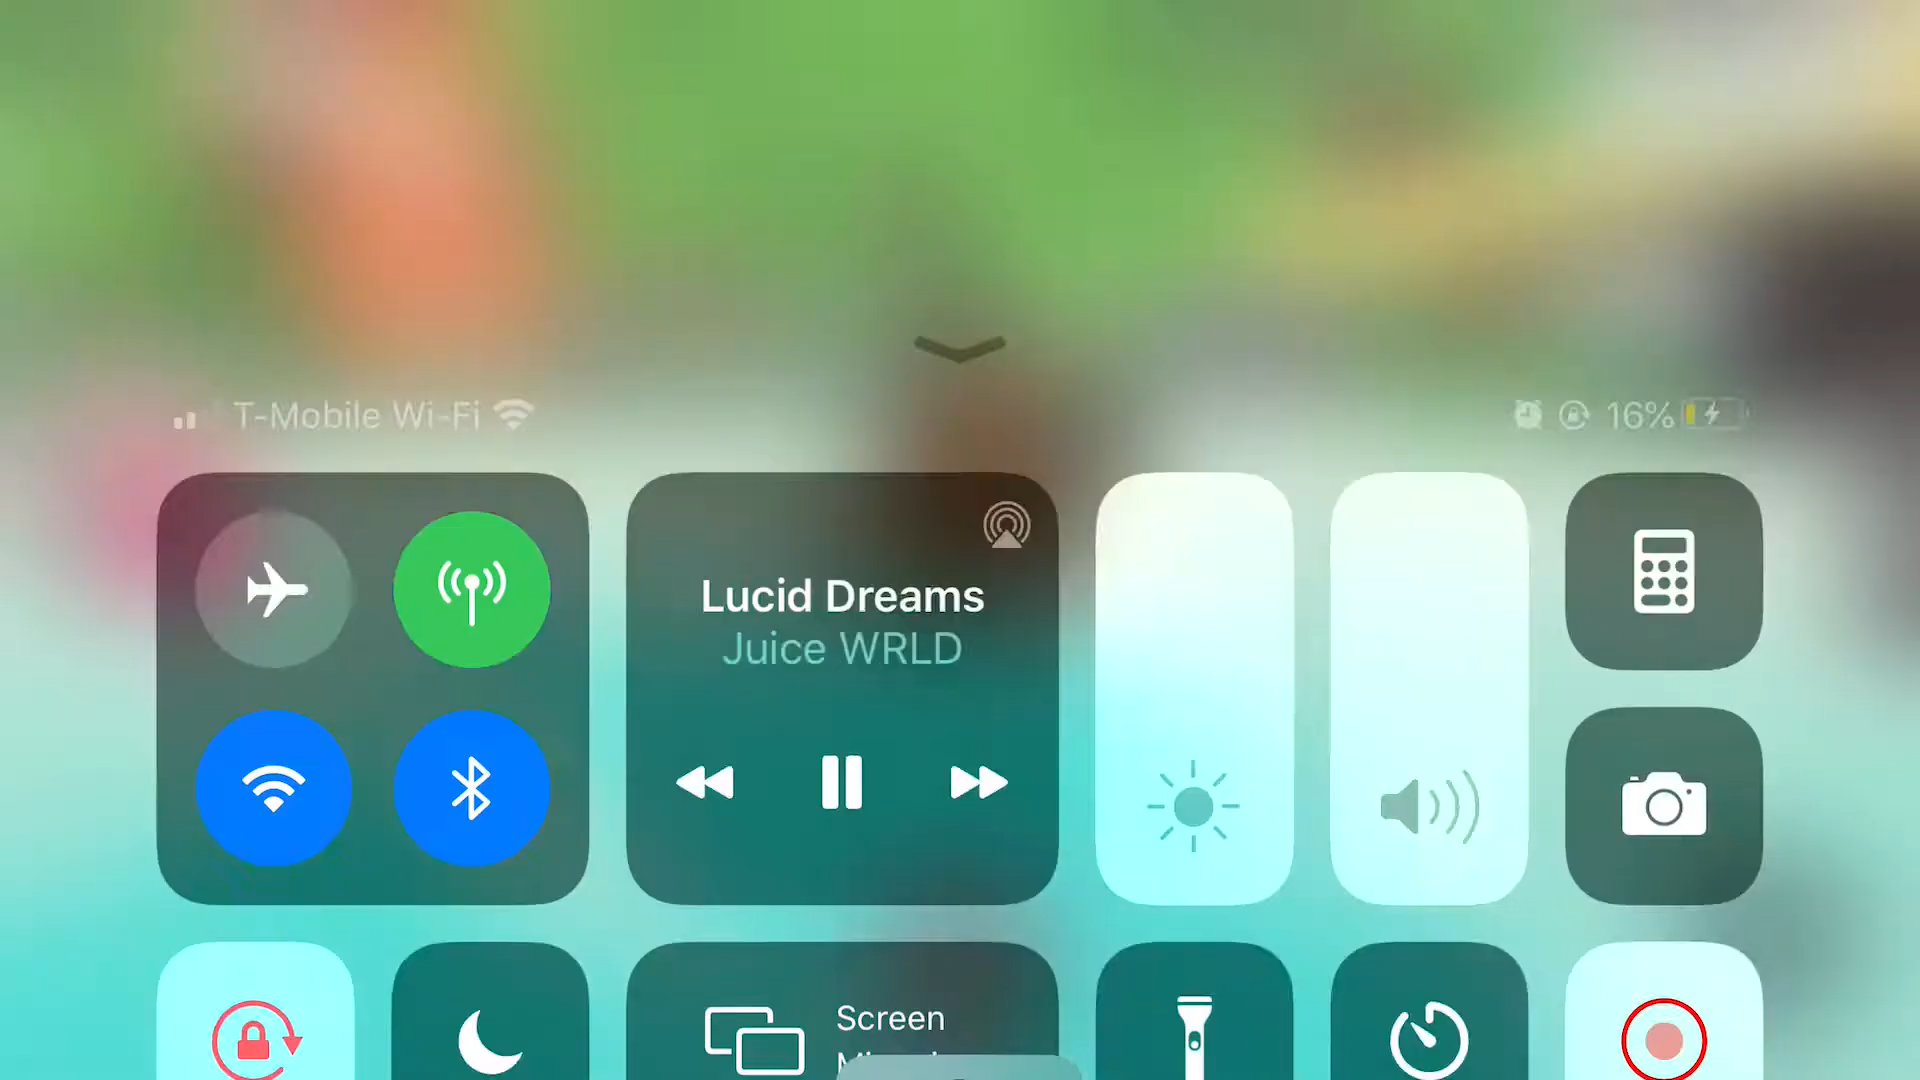 T-Mobile Wi-Fi
16%
Lucid Dreams
Juice WRLD
Screen